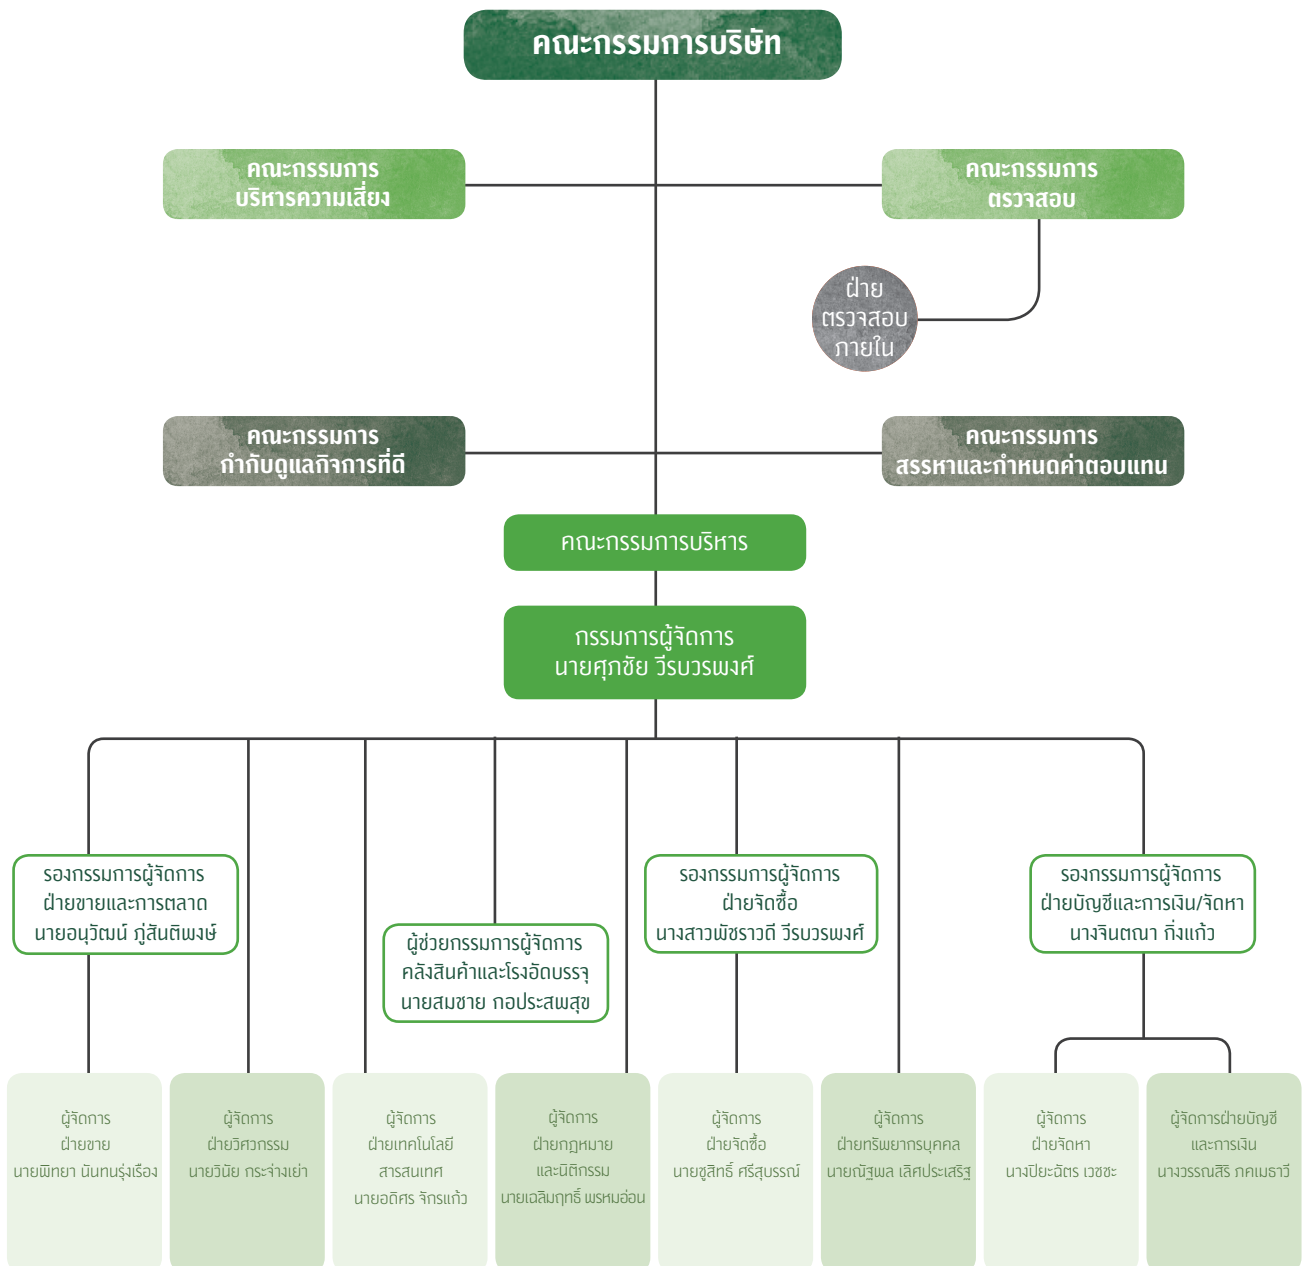 คณะกรรมการบริษัท
คณะกรรมการ
บริหารความเสี่ยง
คณะกรรมการ
ตรวจสอบ
ฝ่าย
ตรวจสอบ
ภายใน
คณะกรรมการ
กำกับดูแลกิจการที่ดี
คณะกรรมการ
สรรหาและกำหนดค่าตอบแทน
คณะกรรมการบริหาร
กรรมการผู้จัดการ
นายศุภชัย วีรบวรพงศ์
รองกรรมการผู้จัดการ
ฝ่ายขายและการตลาด
นายอนุวัฒน์ ภู่สันติพงษ์
ผู้ช่วยกรรมการผู้จัดการ
คลังสินค้าและโรงอัดบรรจุ
นายสมชาย กอประสพสุข
รองกรรมการผู้จัดการ
ฝ่ายจัดซื้อ
นางสาวพัชราวดี วีรบวรพงศ์
รองกรรมการผู้จัดการ
ฝ่ายบัญชีและการเงิน/จัดหา
นางจินตณา กิ่งแก้ว
ผู้จัดการ
ฝ่ายขาย
นายพิทยา นันทนรุ่งเรือง
ผู้จัดการ
ฝ่ายวิศวกรรม
นายวินัย กระจ่างเย่า
ผู้จัดการ
ฝ่ายเทคโนโลยี
สารสนเทศ
นายอดิศร จักรแก้ว
ผู้จัดการ
ฝ่ายกฎหมาย
และนิติกรรม
นายเฉลิมฤทธิ์ พรหมอ่อน
ผู้จัดการ
ฝ่ายจัดซื้อ
นายชูสิทธิ์ ศรีสุบรรณ์
ผู้จัดการ
ฝ่ายทรัพยากรบุคคล
นายณัฐพล เลิศประเสริฐ
ผู้จัดการ
ฝ่ายจัดหา
นางปิยะฉัตร เวชชะ
ผู้จัดการฝ่ายบัญชี
และการเงิน
นางวรรณสิริ ภคเมธาวี